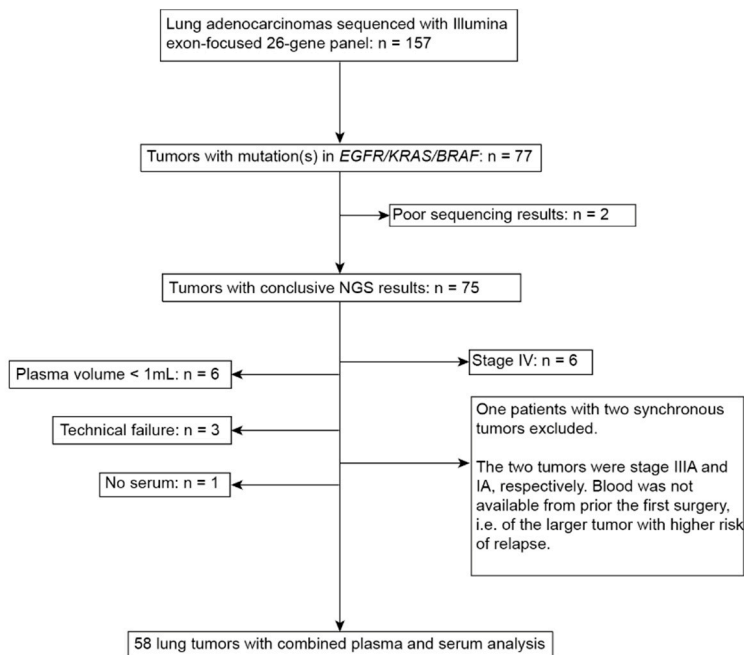 Lung adenocarcinomas sequenced with Illumina
exon-focused 26-gene panel: n = 157
Tumors with mutation(s) in EGFR/KRAS/BRAF: n = 77
Poor sequencing results: n = 2
Tumors with conclusive NGS results: n = 75
Plasma volume < 1mL: n = 6
Stage IV: n = 6
Technical failure: n = 3
No serum: n = 1
One patients with two synchronous
tumors excluded.
The two tumors were stage IIIA and
IA, respectively. Blood was not
available from prior the first surgery,
i.e. of the larger tumor with higher risk
of relapse.
58 lung tumors with combined plasma and serum analysis